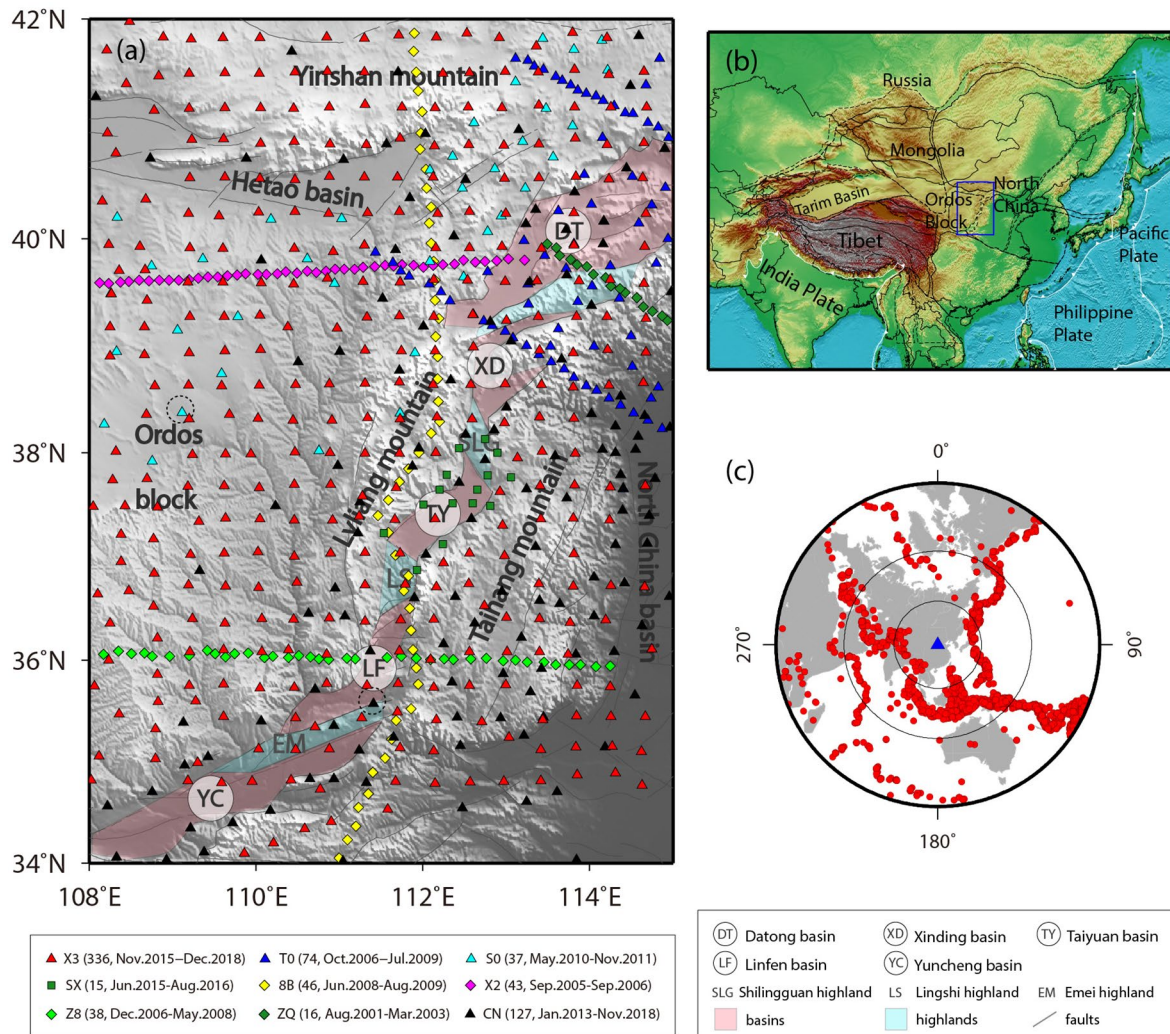 42°N
40°N
38°N
36°N
34°N
108°E
110°E
112°E
114°E
(a)
Yinshan mountain
Hetao basin
DT
XD
Ordos
block
Lvliang mountain
SLG
TY
Taihang mountain
North China basin
LS
LF
EM
YC
(b)
Russia
Mongolia
Tarim Basin
Ordos
Block
North
China
Tibet
India Plate
Pacific
Plate
Philippine
Plate
(c)
0°
270°
90°
180°
X3 (336, Nov.2015–Dec.2018)
T0 (74, Oct.2006–Jul.2009)
S0 (37, May.2010-Nov.2011)
SX (15, Jun.2015-Aug.2016)
8B (46, Jun.2008-Aug.2009)
X2 (43, Sep.2005-Sep.2006)
Z8 (38, Dec.2006-May.2008)
ZQ (16, Aug.2001-Mar.2003)
CN (127, Jan.2013-Nov.2018)
DT Datong basin
XD Xinding basin
TY Taiyuan basin
LF Linfen basin
YC Yuncheng basin
SLG Shilingguan highland
LS Lingshi highland
EM Emei highland
basins
highlands
faults